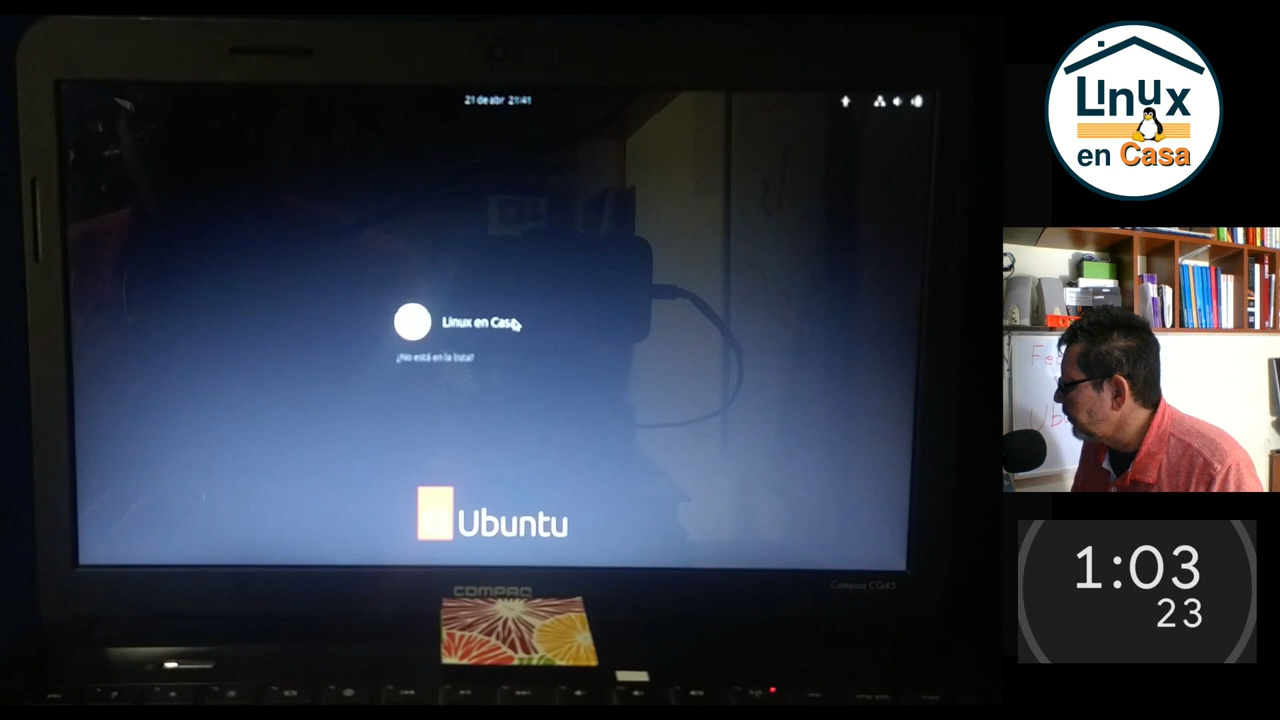 21 de abr 21:41
Linux en Casa
¿No está en la lista?
Ubuntu
COMPAQ
Compaq CQ43
Linux
en Casa
1:03
23